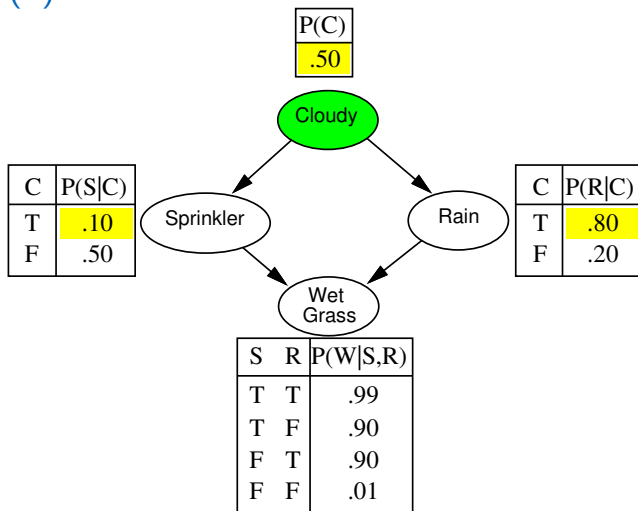 P(C)
.50
Cloudy
C P(S|C)
T .10
F .50
Sprinkler
Rain
C P(R|C)
T .80
F .20
Wet
Grass
S R P(W|S,R)
T T .99
T F .90
F T .90
F F .01